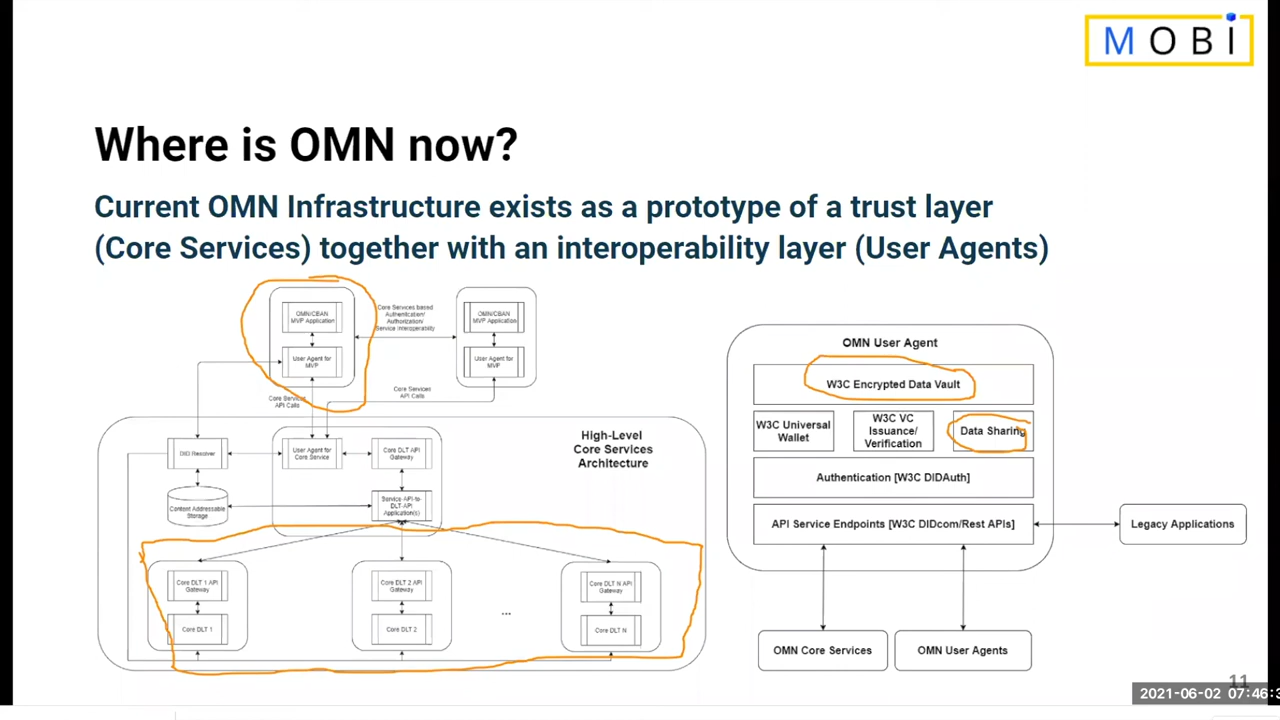 MOBI
Where is OMN now?
Current OMN Infrastructure exists as a prototype of a trust layer
(Core Services) together with an interoperability layer (User Agents)
OMN/CBAN
MVP Application
User Agent for
MVP
Core Services based
Authentication/
Authorization/
Service Interoperability
OMN/CBAN
MVP Application
User Agent for
MVP
Core Services
API Calls
Core Services
API Calls
High-Level
Core Services
Architecture
DID Resolver
User Agent for
Core Service
Core DLT API
Gateway
Content Addressable
Storage
Service API-to-
DLT-API
Application(s)
Core DLT 1 API
Gateway
Core DLT 1
Core DLT 2 API
Gateway
Core DLT 2
...
Core DLT N API
Gateway
Core DLT N
OMN User Agent
W3C Encrypted Data Vault
W3C Universal
Wallet
W3C VC
Issuance/
Verification
Data Sharing
Authentication [W3C DIDAuth]
API Service Endpoints [W3C DIDcom/Rest APIs]
Legacy Applications
OMN Core Services
OMN User Agents
11
2021-06-02 07:46:3